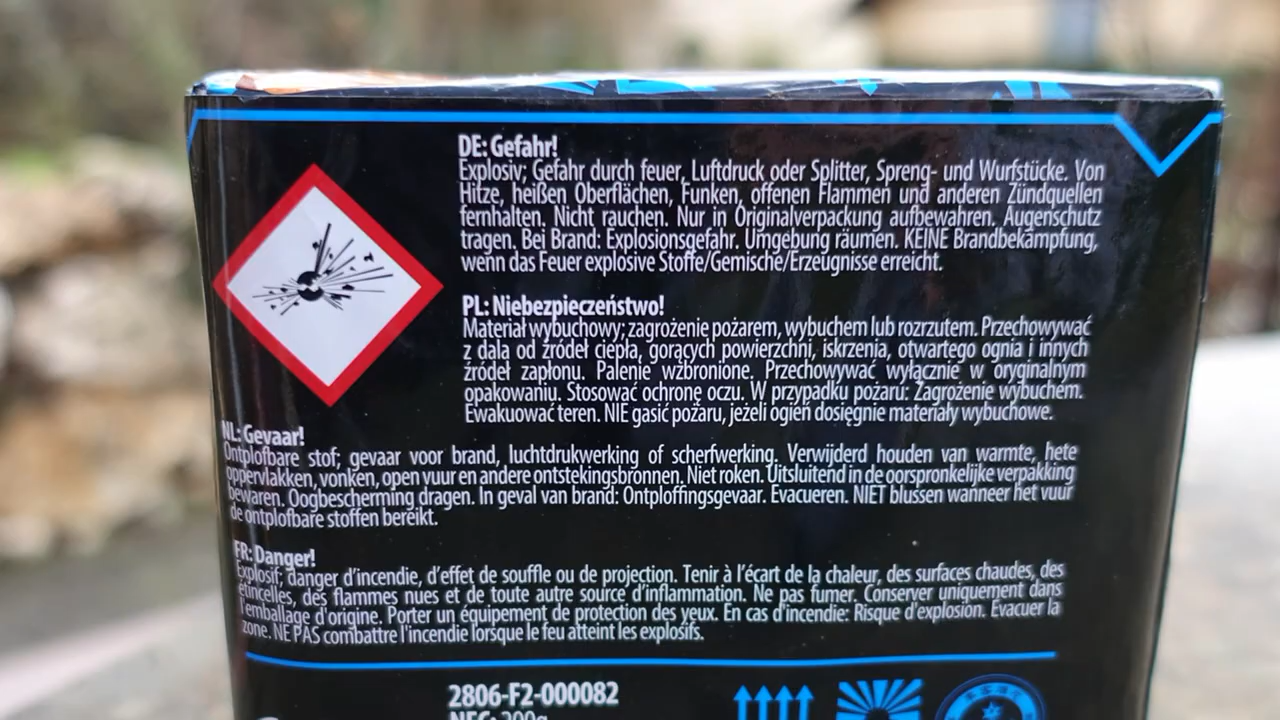 DE: Gefahr!
Explosiv; Gefahr durch feuer, Luftdruck oder Splitter, Spreng- und Wurfstücke. Von
Hitze, heißen Oberflächen, Funken, offenen Flammen und anderen Zündquellen
fernhalten. Nicht rauchen. Nur in Originalverpackung aufbewahren. Augenschutz
tragen. Bei Brand: Explosionsgefahr. Umgebung räumen. KEINE Brandbekämpfung,
wenn das Feuer explosive Stoffe/Gemische/Erzeugnisse erreicht.
PL: Niebezpieczeństwo!
Materiał wybuchowy; zagrożenie pożarem, wybuchem lub rozrzutem. Przechowywać
z dala od źródeł ciepła, gorących powierzchni, iskrzenia, otwartego ognia i innych
źródeł zapłonu. Palenie wzbronione. Przechowywać wyłącznie w oryginalnym
opakowaniu. Stosować ochronę oczu. W przypadku pożaru: Zagrożenie wybuchem.
Ewakuować teren. NIE gasić pożaru, jeżeli ogień dosięgnie materiały wybuchowe.
NL: Gevaar!
Ontplofbare stof; gevaar voor brand, luchtdrukwerking of scherfwerking. Verwijderd houden van warmte, hete
oppervlakken, vonken, open vuur en andere ontstekingsbronnen. Niet roken. Uitsluitend in de oorspronkelijke verpakking
bewaren. Oogbescherming dragen. In geval van brand: Ontploffingsgevaar. Evacueren. NIET blussen wanneer het vuur
de ontplofbare stoffen bereikt.
FR: Danger!
Explosif; danger d'incendie, d'effet de souffle ou de projection. Tenir à l'écart de la chaleur, des surfaces chaudes, des
étincelles, des flammes nues et de toute autre source d'inflammation. Ne pas fumer. Conserver uniquement dans
l'emballage d'origine. Porter un équipement de protection des yeux. En cas d'incendie: Risque d'explosion. Evacuer la
zone. NE PAS combattre l'incendie lorsque le feu atteint les explosifs.
2806-F2-000082
NEC: 200g